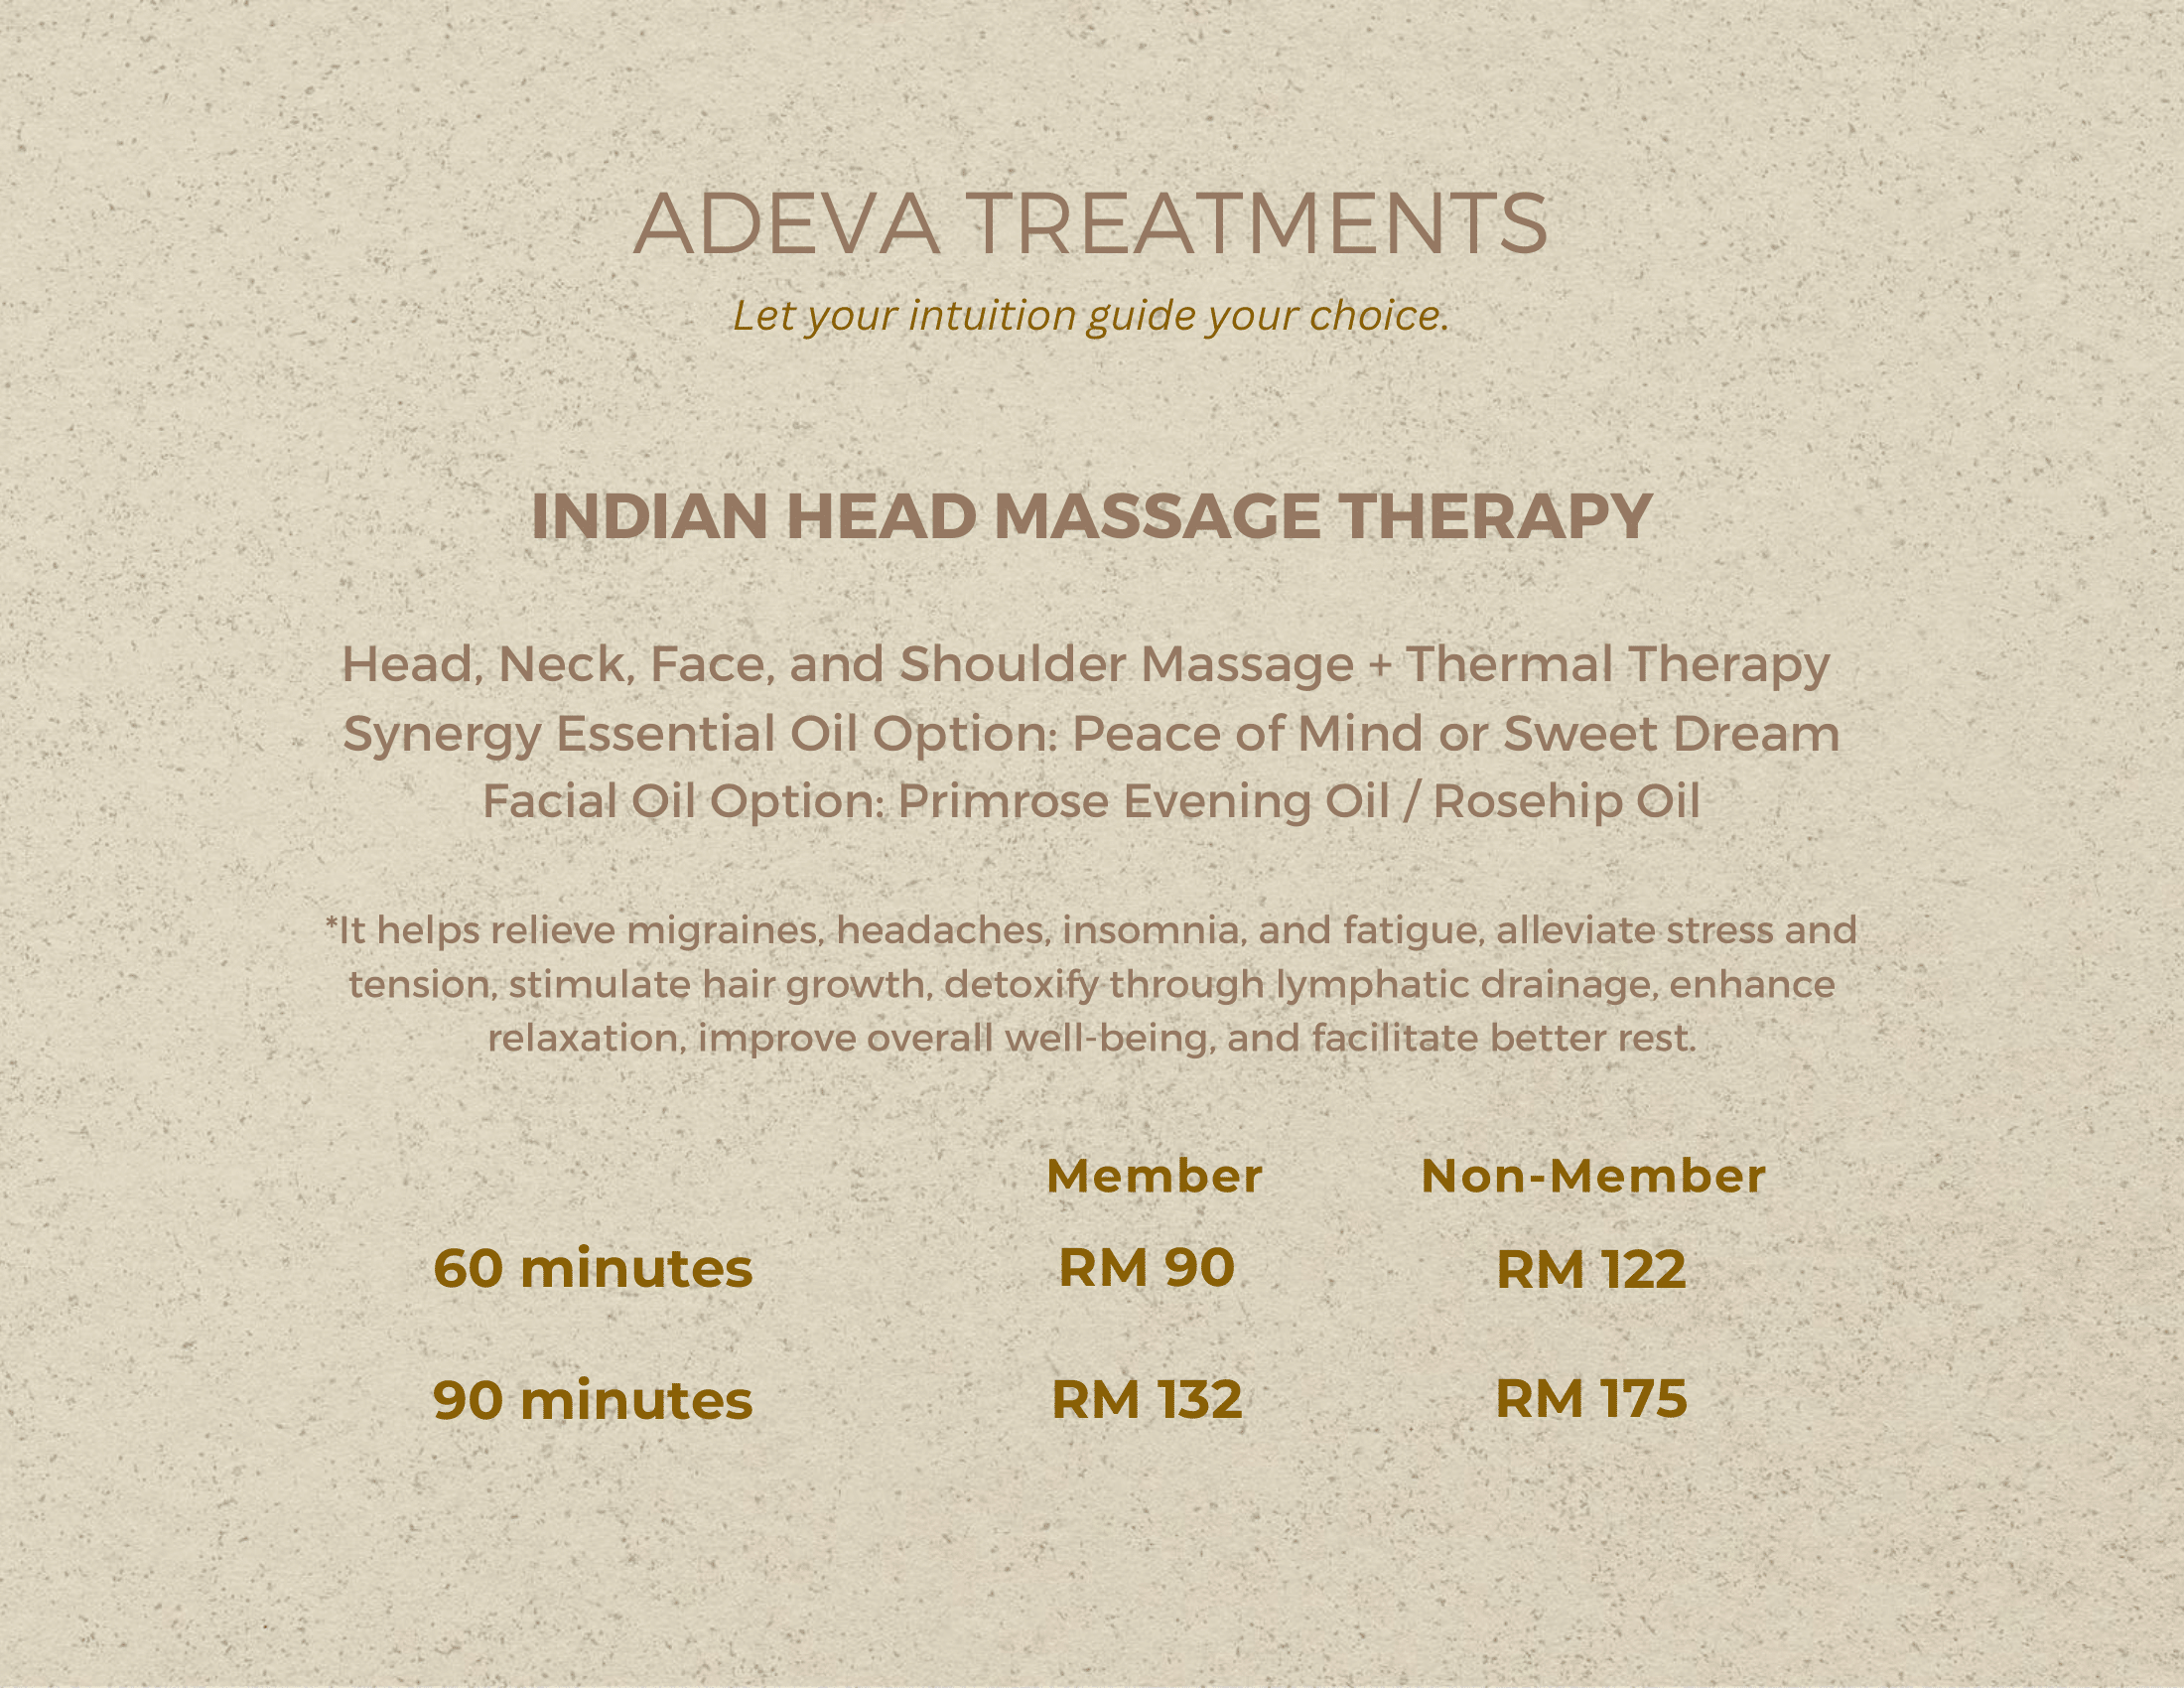 ADEVA TREATMENTS
Let your intuition guide your choice.
INDIAN HEAD MASSAGE THERAPY
Head, Neck, Face, and Shoulder Massage + Thermal Therapy
Synergy Essential Oil Option: Peace of Mind or Sweet Dream
Facial Oil Option: Primrose Evening Oil / Rosehip Oil
*It helps relieve migraines, headaches, insomnia, and fatigue, alleviate stress and
tension, stimulate hair growth, detoxify through lymphatic drainage, enhance
relaxation, improve overall well-being, and facilitate better rest.
Member Non-Member
60 minutes RM 90 RM 122
90 minutes RM 132 RM 175